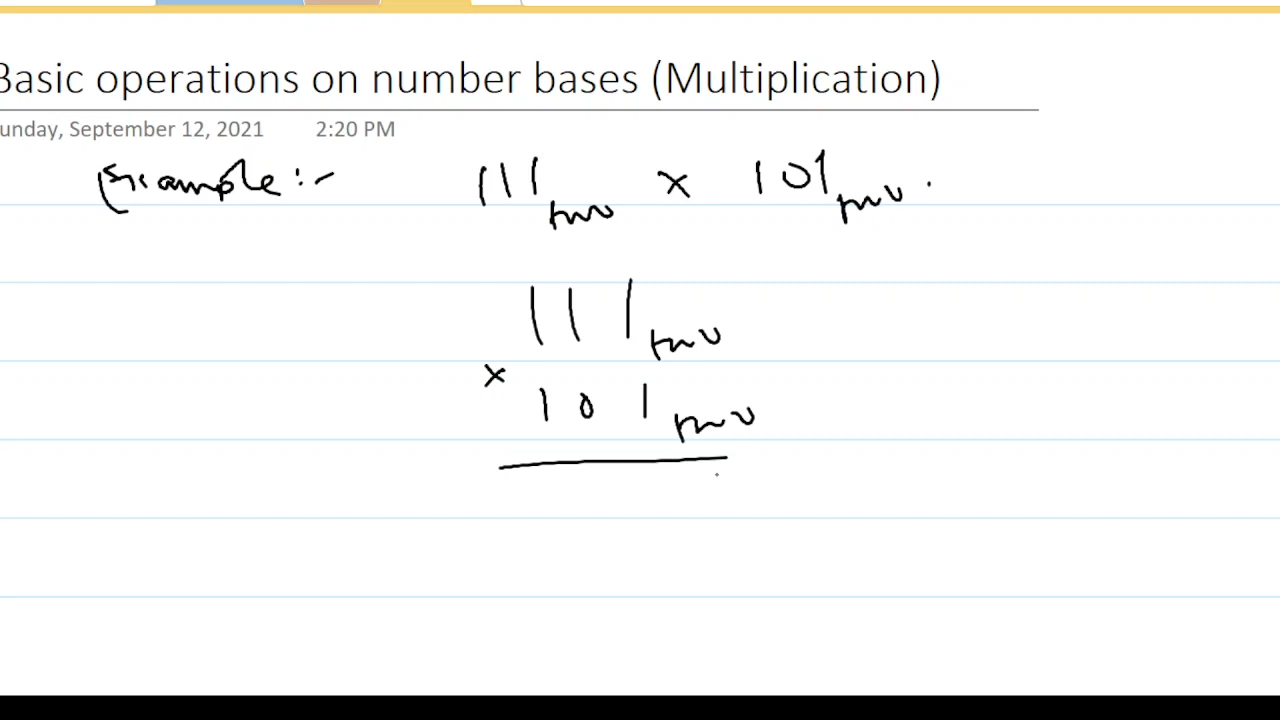 Basic operations on number bases (Multiplication)
unday, September 12, 2021 2:20 PM
Example:- 111two x 101two.
111two
x
101two